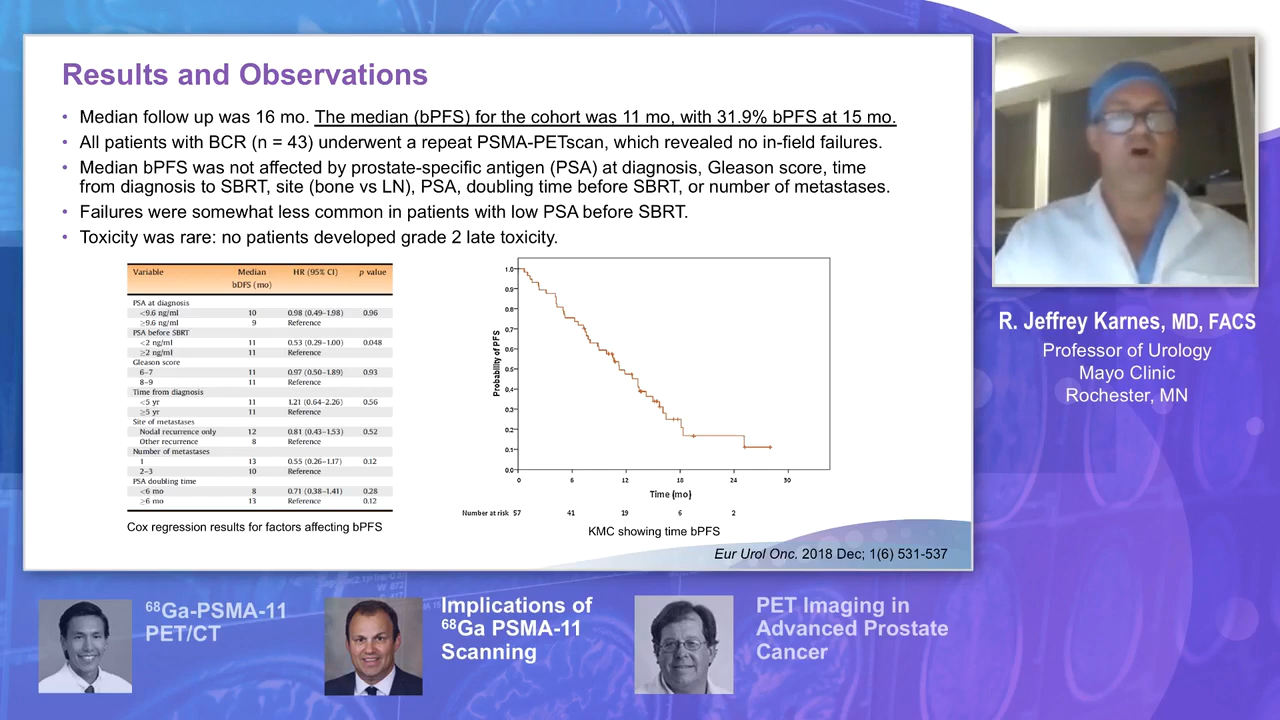 Results and Observations
• Median follow up was 16 mo. The median (bPFS) for the cohort was 11 mo, with 31.9% bPFS at 15 mo.
• All patients with BCR (n = 43) underwent a repeat PSMA-PETscan, which revealed no in-field failures.
• Median bPFS was not affected by prostate-specific antigen (PSA) at diagnosis, Gleason score, time
from diagnosis to SBRT, site (bone vs LN), PSA, doubling time before SBRT, or number of metastases.
• Failures were somewhat less common in patients with low PSA before SBRT.
• Toxicity was rare: no patients developed grade 2 late toxicity.
Variable Median HR (95% CI) p value
bDFS (mo)
PSA at diagnosis
<9.6 ng/ml 10 0.98 (0.49–1.98) 0.96
≥9.6 ng/ml 9 Reference
PSA before SBRT
<2 ng/ml 11 0.53 (0.29–1.00) 0.048
≥2 ng/ml 11 Reference
Gleason score
6–7 11 0.97 (0.50–1.89) 0.93
8–9 11 Reference
Time from diagnosis
<5 yr 11 1.21 (0.64–2.26) 0.56
≥5 yr 11 Reference
Site of metastases
Nodal recurrence only 12 0.81 (0.43–1.53) 0.52
Other recurrence 8 Reference
Number of metastases
1 13 0.55 (0.26–1.17) 0.12
2–3 10 Reference
PSA doubling time
<6 mo 8 0.71 (0.38–1.41) 0.28
≥6 mo 13 Reference 0.12
Cox regression results for factors affecting bPFS
Probability of PFS
1.0
0.9
0.8
0.7
0.6
0.5
0.4
0.3
0.2
0.1
0.0
0 6 12 18 24 30
Time (mo)
Number at risk 57 41 19 6 2
KMC showing time bPFS
Eur Urol Onc. 2018 Dec; 1(6) 531-537
R. Jeffrey Karnes, MD, FACS
Professor of Urology
Mayo Clinic
Rochester, MN
68Ga-PSMA-11
PET/CT
Implications of
68Ga PSMA-11
Scanning
PET Imaging in
Advanced Prostate
Cancer